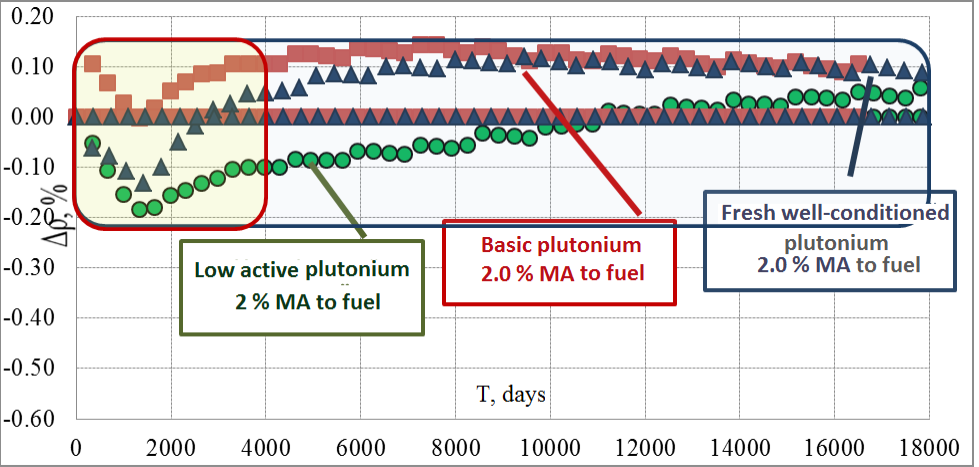 0.20
0.10
0.00
-0.10
-0.20
-0.30
-0.40
-0.50
-0.60
Δρ, %
Low active plutonium
2 % MA to fuel
Basic plutonium
2.0 % MA to fuel
Fresh well-conditioned
plutonium
2.0 % MA to fuel
T, days
0 2000 4000 6000 8000 10000 12000 14000 16000 18000